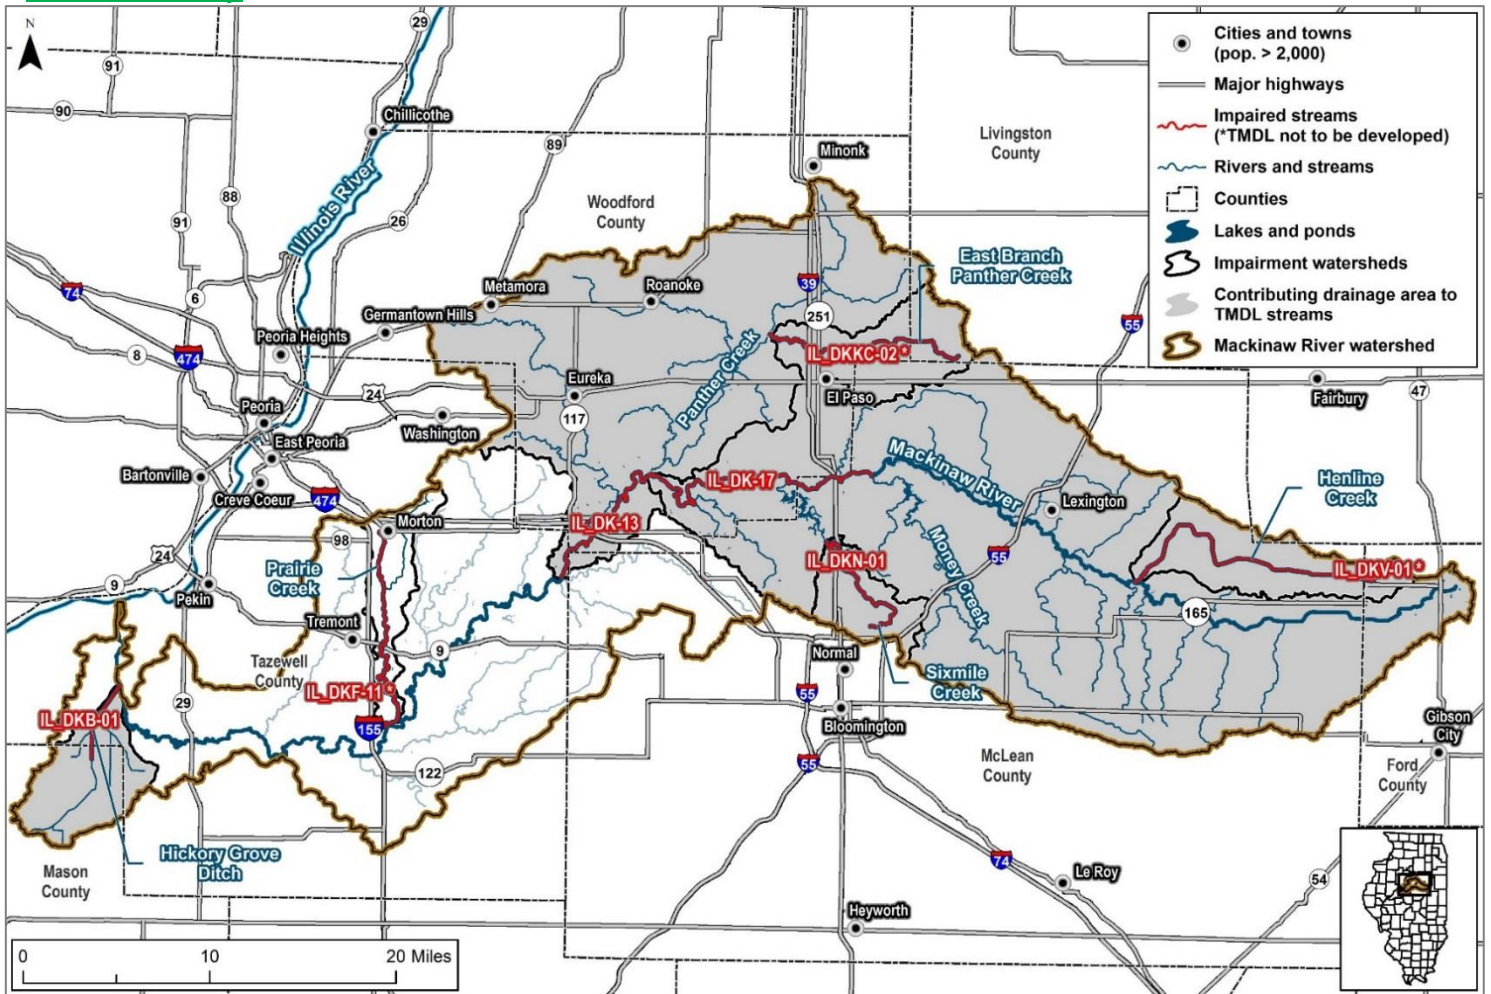 N
29
91
90
Chillicothe
Illinois River
89
88
91
26
Woodford
County
Minonk
Livingston
County
Cities and towns
(pop. > 2,000)
Major highways
Impaired streams
(*TMDL not to be developed)
Rivers and streams
Counties
Lakes and ponds
Impairment watersheds
Contributing drainage area to
TMDL streams
Mackinaw River watershed
74
6
Metamora
Roanoke
39
East Branch
Panther Creek
Germantown Hills
251
55
Peoria Heights
8
474
Panther Creek
IL_DKKC-02*
Eureka
El Paso
24
Fairbury
47
Peoria
117
Washington
East Peoria
Bartonville
Creve Coeur
474
IL_DK-17
Mackinaw River
Henline
Creek
Lexington
Morton
98
IL_DK-13
24
9
Prairie
Creek
IL_DKN-01
Money Creek
55
IL_DKV-01*
Pekin
165
Tremont
9
Tazewell
County
Normal
IL_DKF-11*
Sixmile
Creek
55
29
IL_DKB-01
155
Bloomington
Gibson
City
122
55
McLean
County
Ford
County
Hickory Grove
Ditch
Mason
County
74
Le Roy
54
Heyworth
0 10 20 Miles